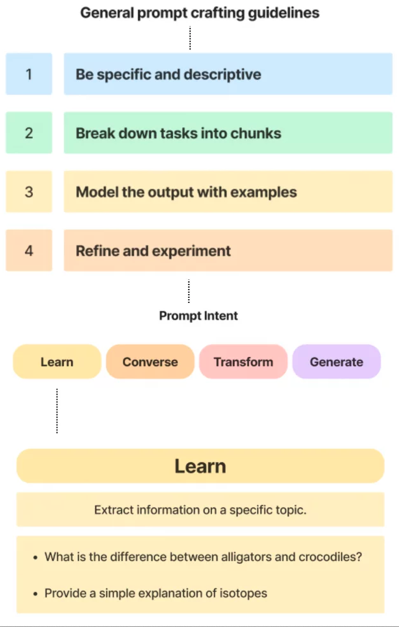 General prompt crafting guidelines
1 Be specific and descriptive
2 Break down tasks into chunks
3 Model the output with examples
4 Refine and experiment
Prompt Intent
Learn Converse Transform Generate
Learn
Extract information on a specific topic.
• What is the difference between alligators and crocodiles?
• Provide a simple explanation of isotopes